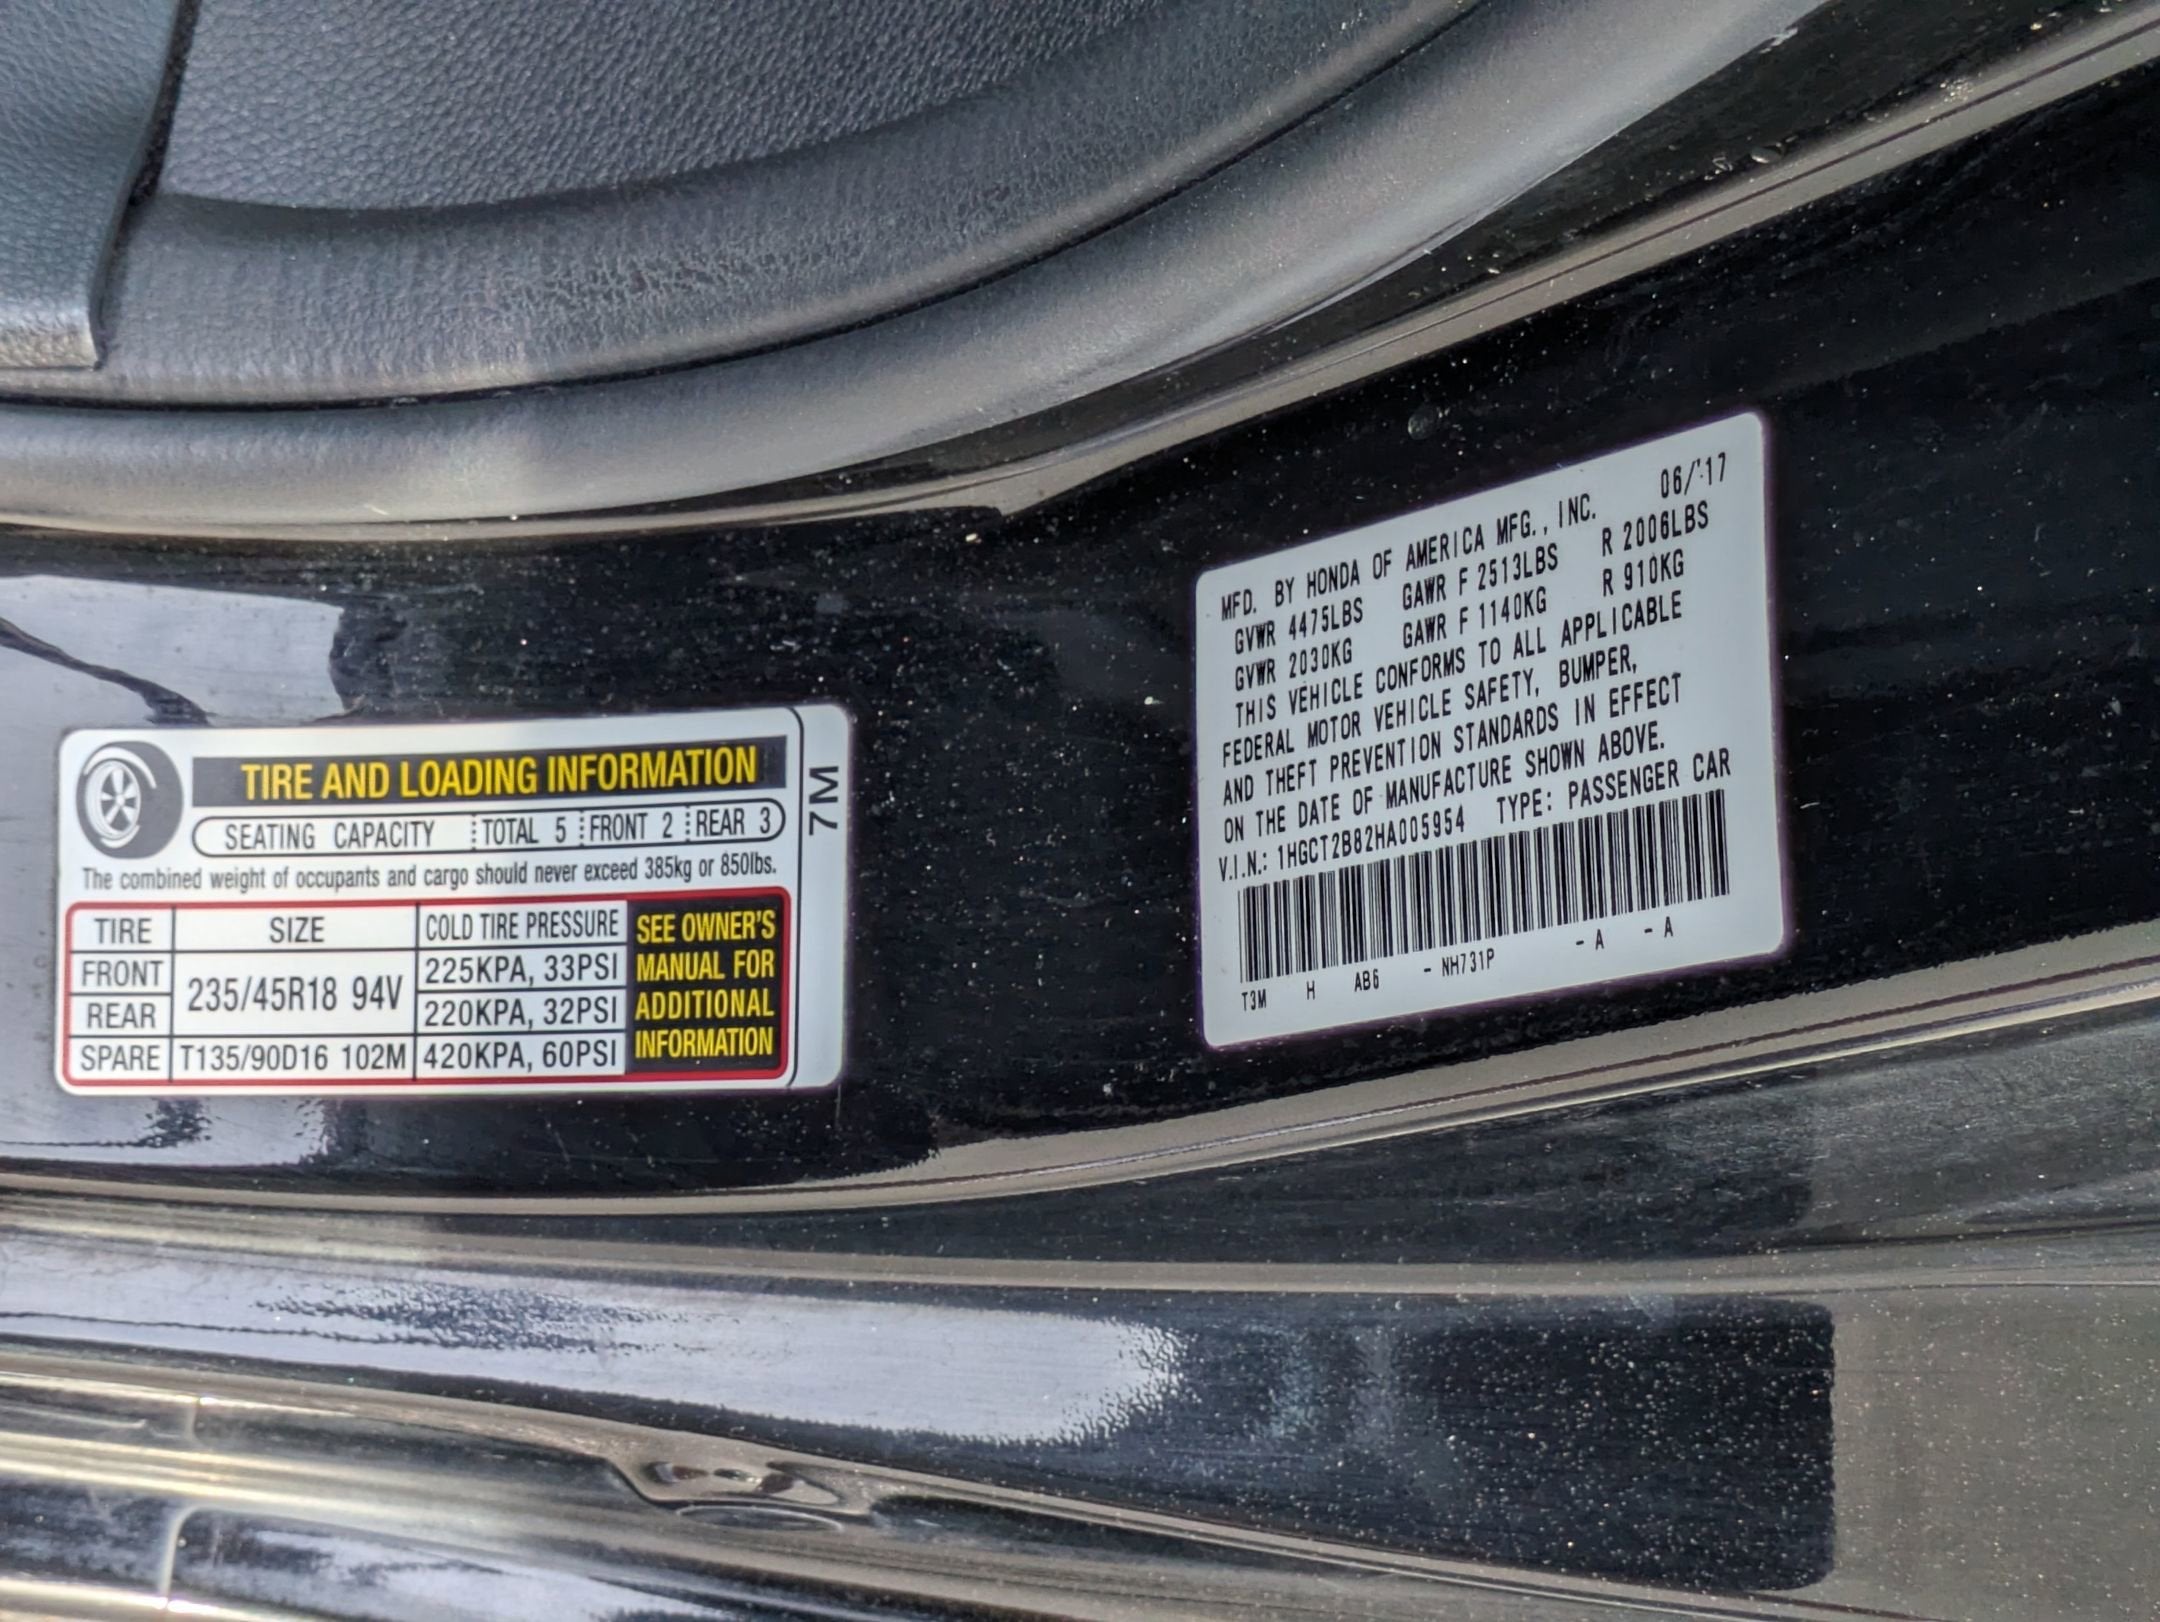 TIRE AND LOADING INFORMATION
SEATING CAPACITY TOTAL 5 FRONT 2 REAR 3
The combined weight of occupants and cargo should never exceed 385kg or 850lbs.
TIRE SIZE COLD TIRE PRESSURE
FRONT 235/45R18 94V 225KPA, 33PSI
REAR 220KPA, 32PSI
SPARE T135/90D16 102M 420KPA, 60PSI
SEE OWNER'S
MANUAL FOR
ADDITIONAL
INFORMATION
7M
MFD. BY HONDA OF AMERICA MFG., INC. 06/'17
GVWR 4475LBS GAWR F 2513LBS R 2006LBS
GVWR 2030KG GAWR F 1140KG R 910KG
THIS VEHICLE CONFORMS TO ALL APPLICABLE
FEDERAL MOTOR VEHICLE SAFETY, BUMPER,
AND THEFT PREVENTION STANDARDS IN EFFECT
ON THE DATE OF MANUFACTURE SHOWN ABOVE.
V.I.N.: 1HGCT2B82HA005954 TYPE: PASSENGER CAR
T3M H AB6 - NH731P - A - A